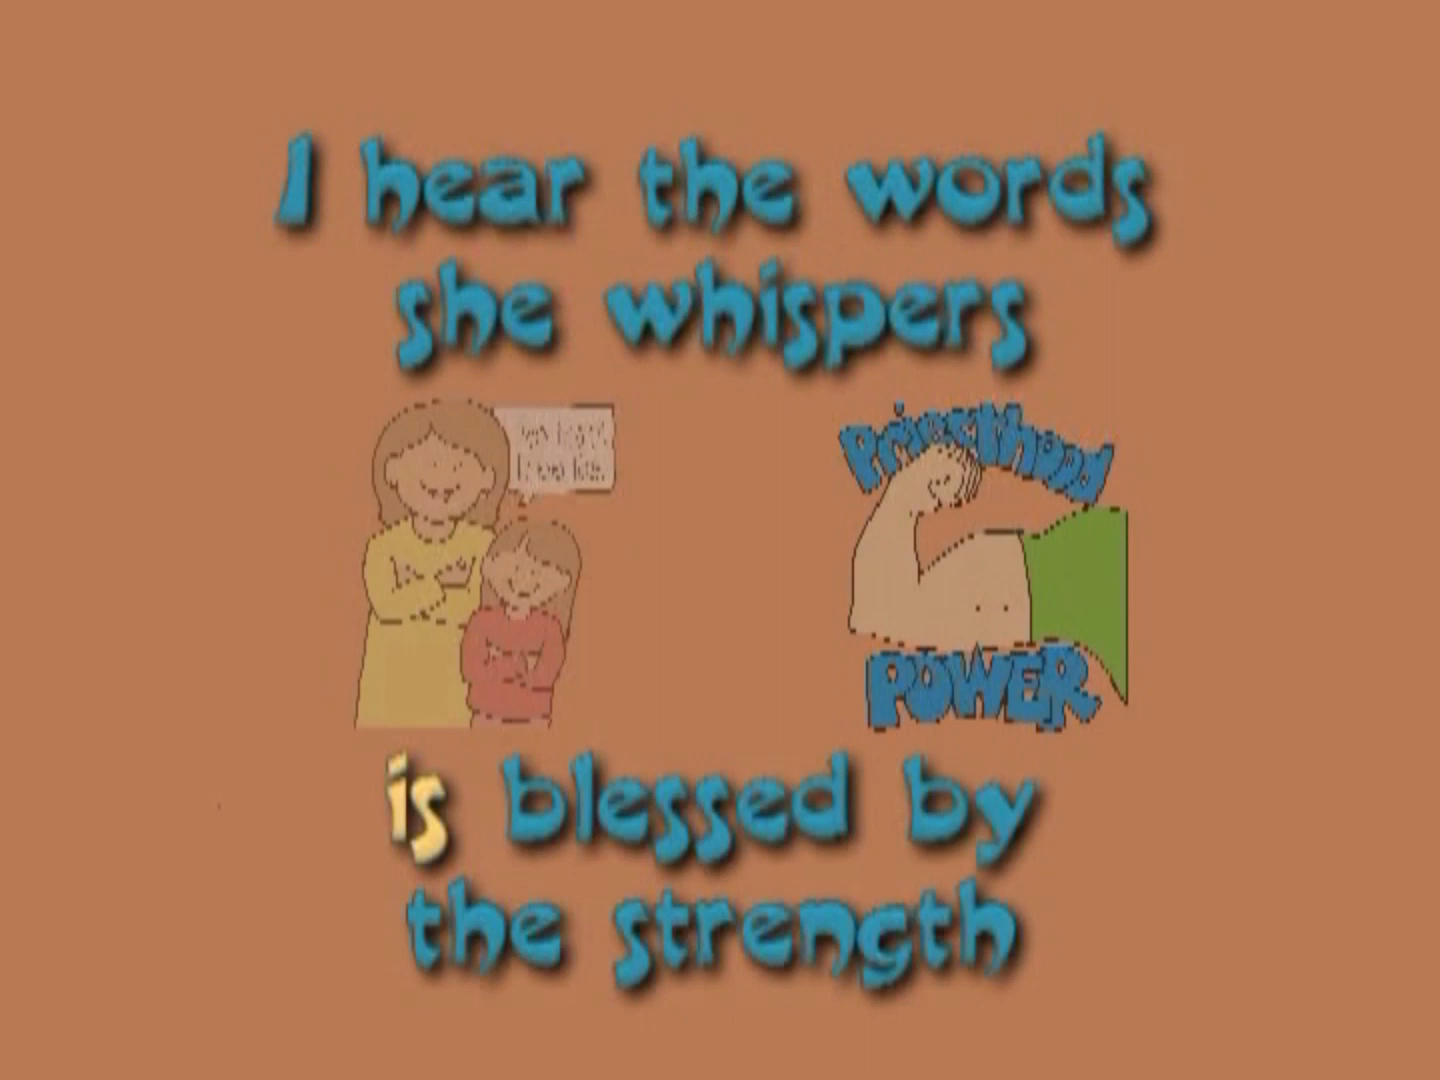 I hear the words
she whispers
Priesthood
POWER
is blessed by
the strength